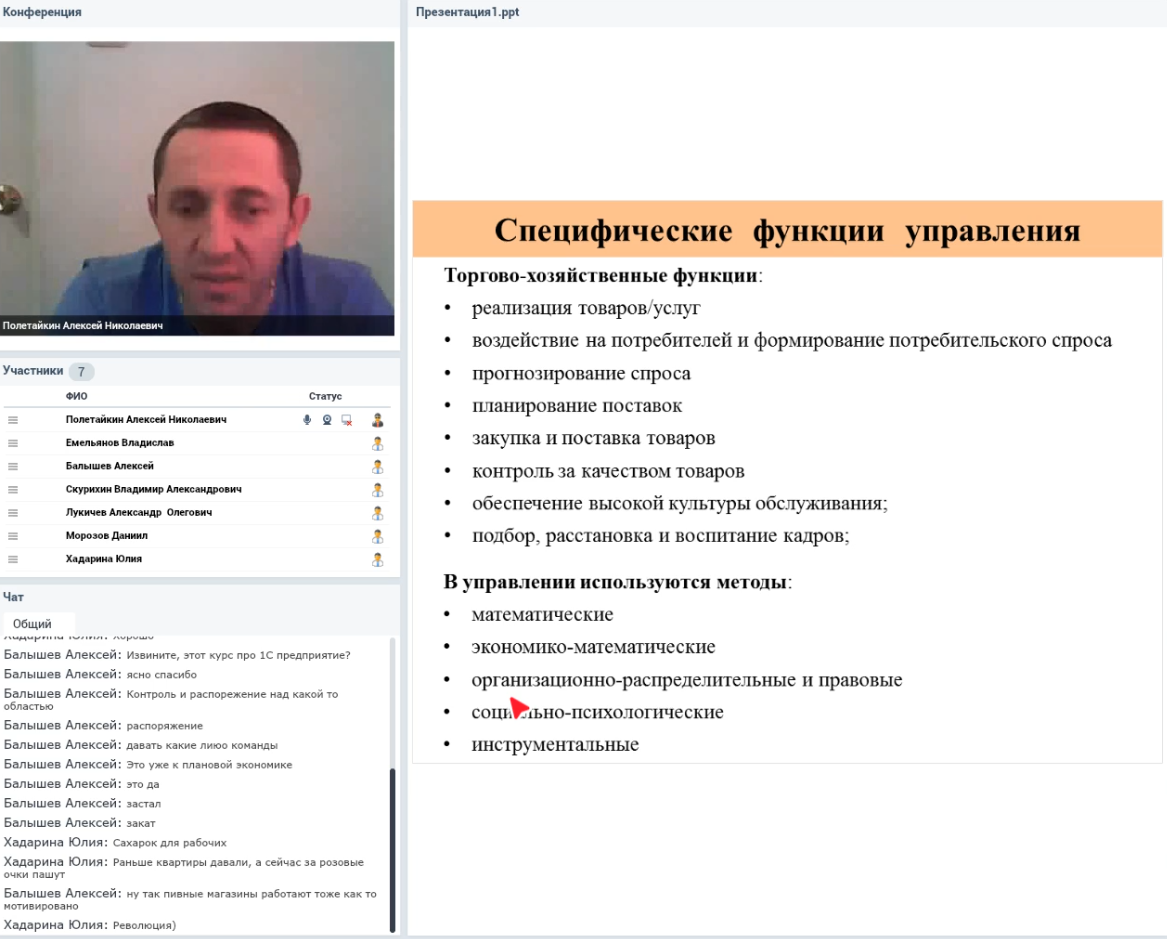 Конференция
Полетайкин Алексей Николаевич
Участники 7
ФИО Статус
Полетайкин Алексей Николаевич
Емельянов Владислав
Балышев Алексей
Скурихин Владимир Александрович
Лукичев Александр Олегович
Морозов Даниил
Хадарина Юлия
Чат
Общий
Хадарина Юлия: Хорошо
Балышев Алексей: Извините, этот курс про 1С предприятие?
Балышев Алексей: ясно спасибо
Балышев Алексей: Контроль и распорежение над какой то
областью
Балышев Алексей: распоряжение
Балышев Алексей: давать какие лиюо команды
Балышев Алексей: Это уже к плановой экономике
Балышев Алексей: это да
Балышев Алексей: застал
Балышев Алексей: закат
Хадарина Юлия: Сахарок для рабочих
Хадарина Юлия: Раньше квартиры давали, а сейчас за розовые
очки пашут
Балышев Алексей: ну так пивные магазины работают тоже как то
мотивировано
Хадарина Юлия: Революция)
Презентация1.ppt
Специфические функции управления
Торгово-хозяйственные функции:
• реализация товаров/услуг
• воздействие на потребителей и формирование потребительского спроса
• прогнозирование спроса
• планирование поставок
• закупка и поставка товаров
• контроль за качеством товаров
• обеспечение высокой культуры обслуживания;
• подбор, расстановка и воспитание кадров;
В управлении используются методы:
• математические
• экономико-математические
• организационно-распределительные и правовые
• социально-психологические
• инструментальные